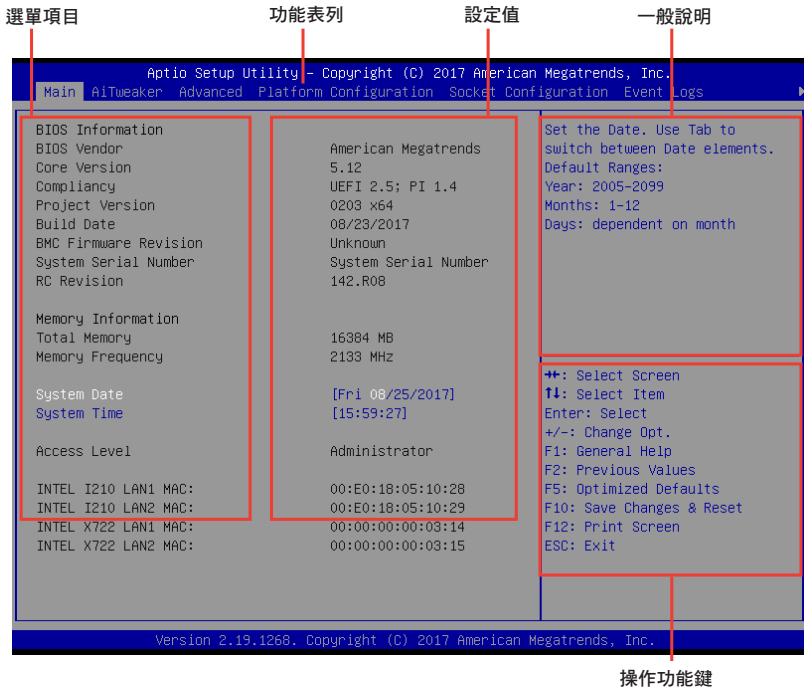 選單項目 功能表列 設定值 一般說明
Aptio Setup Utility – Copyright (C) 2017 American Megatrends, Inc.
Main AiTweaker Advanced Platform Configuration Socket Configuration Event Logs
BIOS Information
BIOS Vendor American Megatrends
Core Version 5.12
Compliancy UEFI 2.5; PI 1.4
Project Version 0203 x64
Build Date 08/23/2017
BMC Firmware Revision Unknown
System Serial Number System Serial Number
RC Revision 142.R08
Memory Information
Total Memory 16384 MB
Memory Frequency 2133 MHz
System Date [Fri 08/25/2017]
System Time [15:59:27]
Access Level Administrator
INTEL I210 LAN1 MAC: 00:E0:18:05:10:28
INTEL I210 LAN2 MAC: 00:E0:18:05:10:29
INTEL X722 LAN1 MAC: 00:00:00:00:03:14
INTEL X722 LAN2 MAC: 00:00:00:00:03:15
Set the Date. Use Tab to
switch between Date elements.
Default Ranges:
Year: 2005-2099
Months: 1-12
Days: dependent on month
→←: Select Screen
↑↓: Select Item
Enter: Select
+/-: Change Opt.
F1: General Help
F2: Previous Values
F5: Optimized Defaults
F10: Save Changes & Reset
F12: Print Screen
ESC: Exit
Version 2.19.1268. Copyright (C) 2017 American Megatrends, Inc.
操作功能鍵